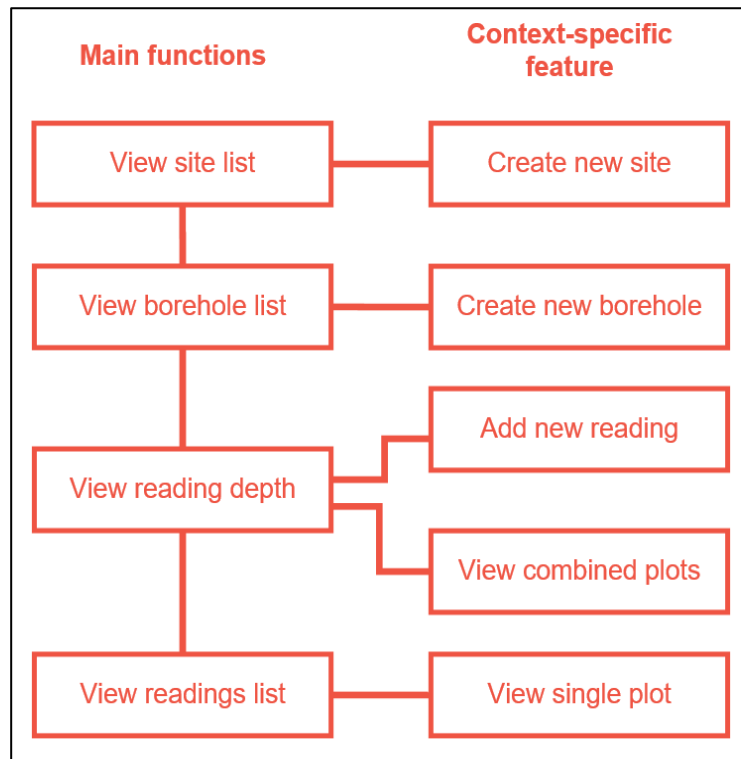 Main functions
Context-specific
feature
View site list
Create new site
View borehole list
Create new borehole
View reading depth
Add new reading
View combined plots
View readings list
View single plot